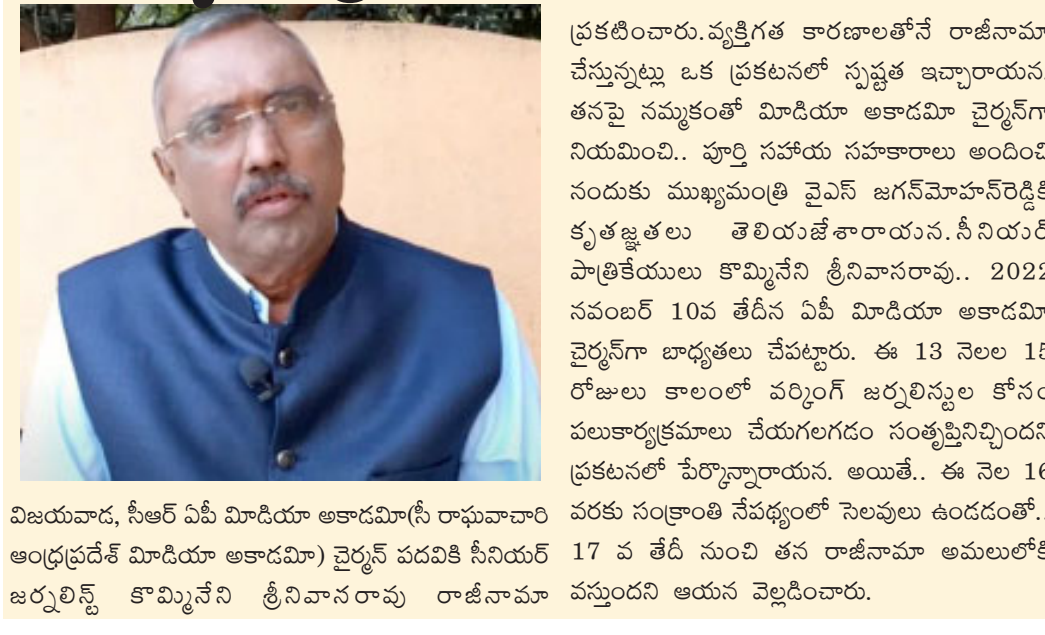 విజయవాడ, సీఆర్ ఏపీ మీడియా అకాడమీ(సీ రాఘవాచారి
ఆంధ్రప్రదేశ్ మీడియా అకాడమీ) చైర్మన్ పదవికి సీనియర్
జర్నలిస్ట్ కొమ్మినేని శ్రీనివాసరావు రాజీనామా
ప్రకటించారు.వ్యక్తిగత కారణాలతోనే రాజీనామా
చేస్తున్నట్లు ఒక ప్రకటనలో స్పష్టత ఇచ్చారాయన.
తనపై నమ్మకంతో మీడియా అకాడమీ చైర్మన్‌గా
నియమించి.. పూర్తి సహాయ సహకారాలు అందించి
నందుకు ముఖ్యమంత్రి వైఎస్ జగన్‌మోహన్‌రెడ్డికి
కృతజ్ఞతలు తెలియజేశారాయన.సీనియర్
పాత్రికేయులు కొమ్మినేని శ్రీనివాసరావు.. 2022
నవంబర్ 10వ తేదీన ఏపీ మీడియా అకాడమీ
చైర్మన్‌గా బాధ్యతలు చేపట్టారు. ఈ 13 నెలల 15
రోజులు కాలంలో వర్కింగ్ జర్నలిస్టుల కోసం
పలుకార్యక్రమాలు చేయగలగడం సంతృప్తినిచ్చిందని
ప్రకటనలో పేర్కొన్నారాయన. అయితే.. ఈ నెల 16
వరకు సంక్రాంతి నేపథ్యంలో సెలవులు ఉండడంతో..
17 వ తేదీ నుంచి తన రాజీనామా అమలులోకి
వస్తుందని ఆయన వెల్లడించారు.